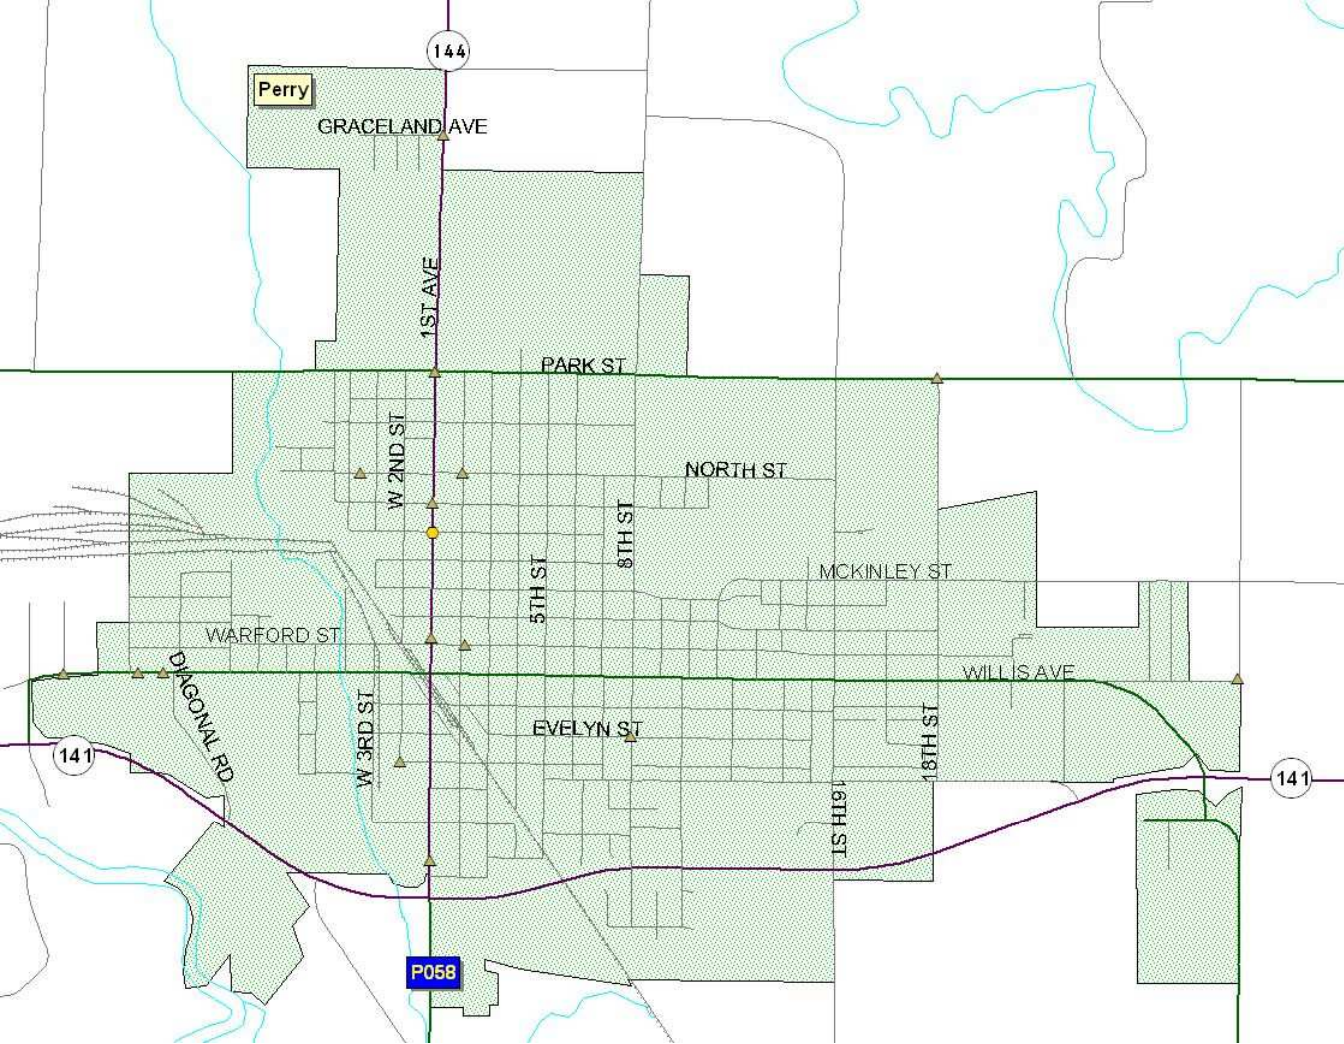 144
Perry
GRACELAND AVE
1ST AVE
PARK ST
W 2ND ST
NORTH ST
8TH ST
5TH ST
MCKINLEY ST
WARFORD ST
DIAGONAL RD
WILLIS AVE
W 3RD ST
EVELYN ST
18TH ST
141
141
16TH ST
P058